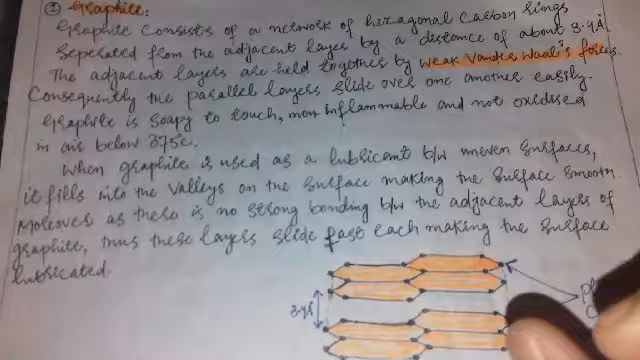 ① Graphite:
Graphite consists of a network of hexagonal carbon rings
Seperated from the adjacent layer by a distance of about 3.4Å.
The adjacent layers are held together by weak Vander Waal's forces.
Consequently the parallel layers slide over one another easily.
Graphite is soapy to touch, non inflammable and not oxidised
in air below 375c.
When graphite is used as a lubricant b/w uneven surfaces,
it fills into the valleys on the surface making the surface smooth.
Moreover as there is no strong bonding b/w the adjacent layers of
graphite, thus these layers slide fast each making the surface
lubricated.
3.4Å